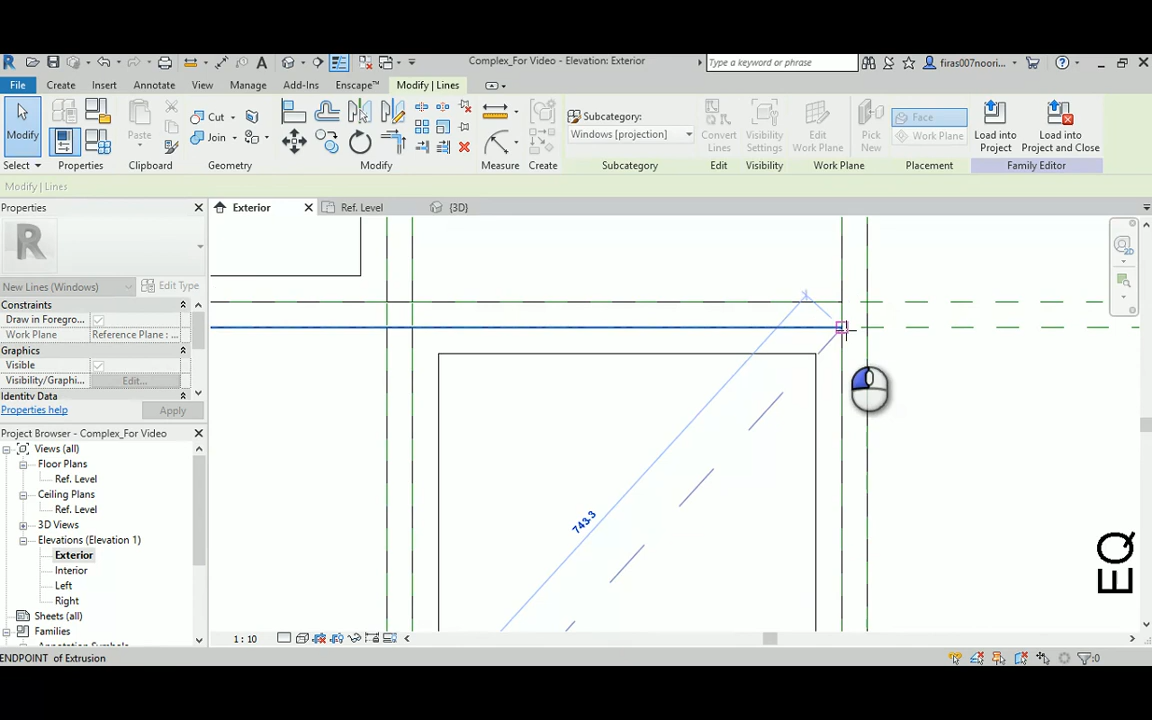 Complex_For Video - Elevation: Exterior
Type a keyword or phrase
firas007noori...
File
Create
Insert
Annotate
View
Manage
Add-Ins
Enscape™
Modify | Lines
Modify
Paste
Cut
Join
Subcategory:
Windows [projection]
Convert
Lines
Visibility
Settings
Edit
Work Plane
Pick
New
Face
Work Plane
Load into
Project
Load into
Project and Close
Select
Properties
Clipboard
Geometry
Modify
Measure
Create
Subcategory
Edit
Visibility
Work Plane
Placement
Family Editor
Modify | Lines
Properties
Exterior
Ref. Level
{3D}
New Lines (Windows)
Edit Type
Constraints
Draw in Foregro...
Work Plane
Reference Plane : ...
Graphics
Visible
Visibility/Graphi...
Edit...
Identity Data
Properties help
Apply
Project Browser - Complex_For Video
Views (all)
Floor Plans
Ref. Level
Ceiling Plans
Ref. Level
3D Views
Elevations (Elevation 1)
Exterior
Interior
Left
Right
Sheets (all)
Families
743.3
EQ
1 : 10
ENDPOINT of Extrusion
:0